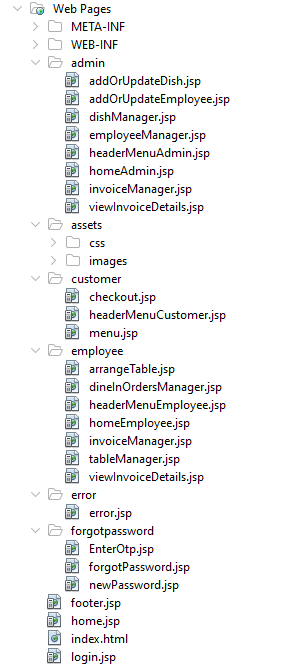 Web Pages
META-INF
WEB-INF
admin
addOrUpdateDish.jsp
addOrUpdateEmployee.jsp
dishManager.jsp
employeeManager.jsp
headerMenuAdmin.jsp
homeAdmin.jsp
invoiceManager.jsp
viewInvoiceDetails.jsp
assets
css
images
customer
checkout.jsp
headerMenuCustomer.jsp
menu.jsp
employee
arrangeTable.jsp
dineInOrdersManager.jsp
headerMenuEmployee.jsp
homeEmployee.jsp
invoiceManager.jsp
tableManager.jsp
viewInvoiceDetails.jsp
error
error.jsp
forgotpassword
EnterOtp.jsp
forgotPassword.jsp
newPassword.jsp
footer.jsp
home.jsp
index.html
login.jsp